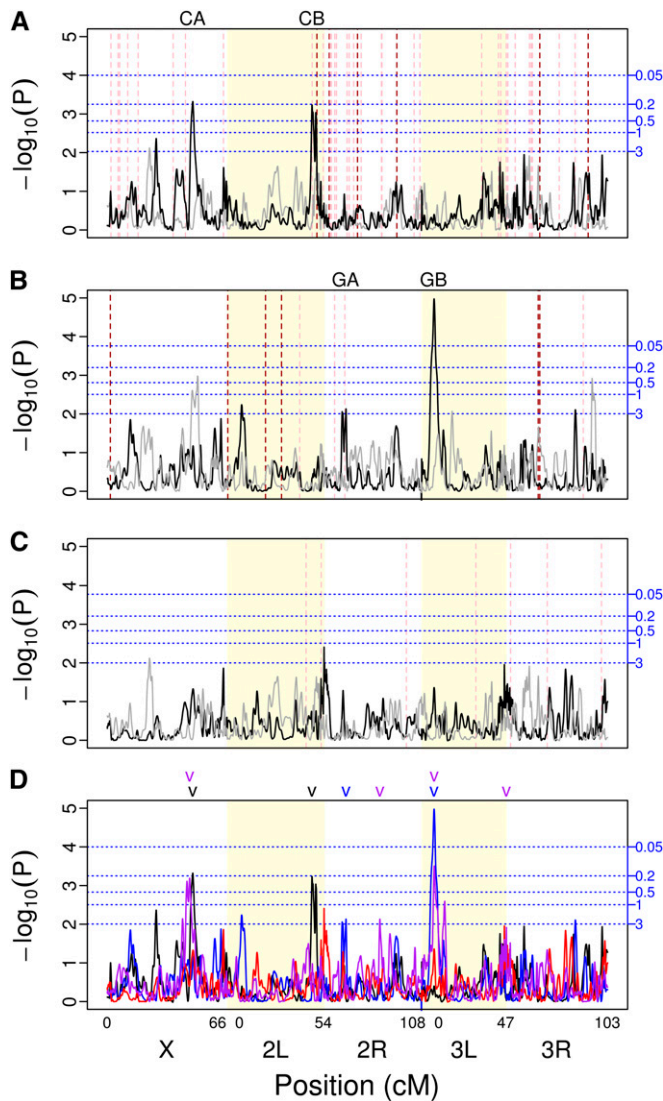 A
CA CB
−log10(P)
0 1 2 3 4 5
0.05
0.2
0.5
1
3
B
GA GB
−log10(P)
0 1 2 3 4 5
0.05
0.2
0.5
1
3
C
−log10(P)
0 1 2 3 4 5
0.05
0.2
0.5
1
3
D
v v v
v v v v
−log10(P)
0 1 2 3 4 5
0.05
0.2
0.5
1
3
0 66 0 54 108 0 47 103
X 2L 2R 3L 3R
Position (cM)